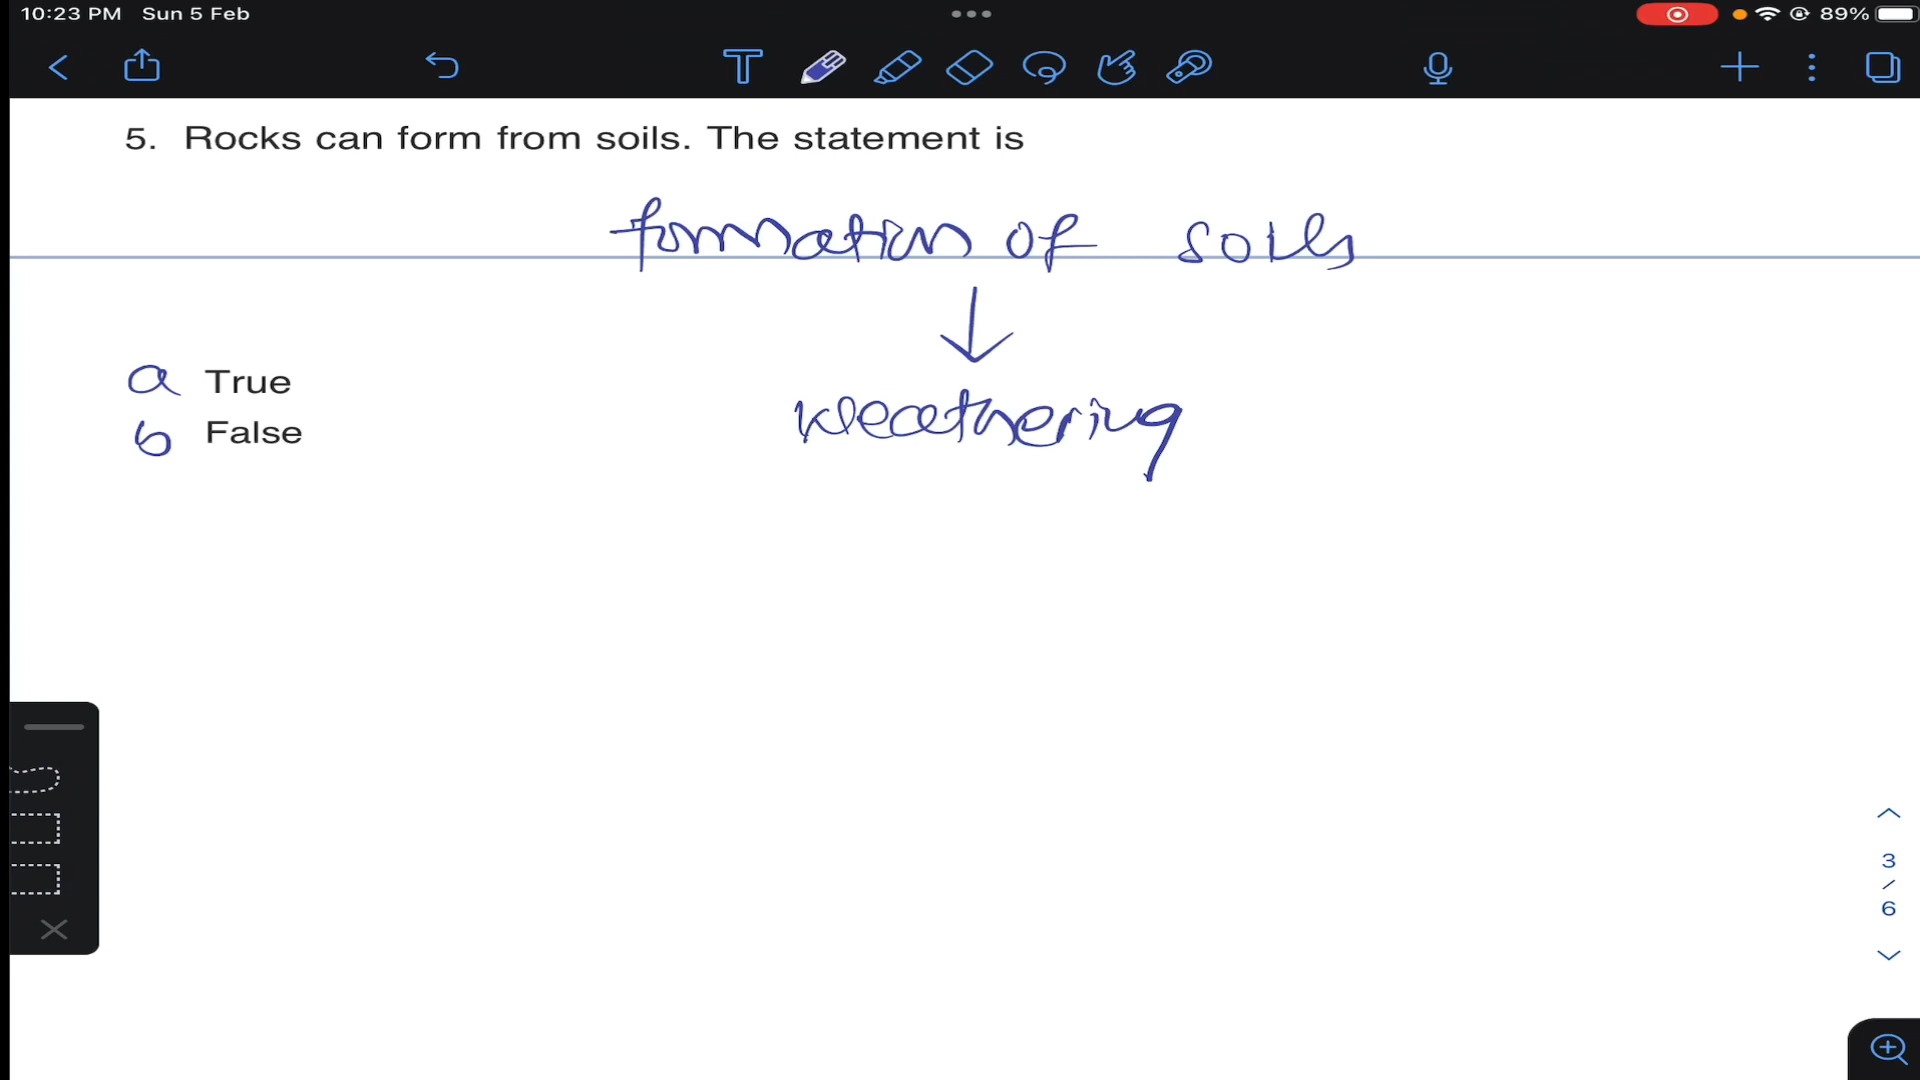 10:23 PM Sun 5 Feb
89%
T
5. Rocks can form from soils. The statement is
formation of soils
a True
weathering
b False
3
/
6